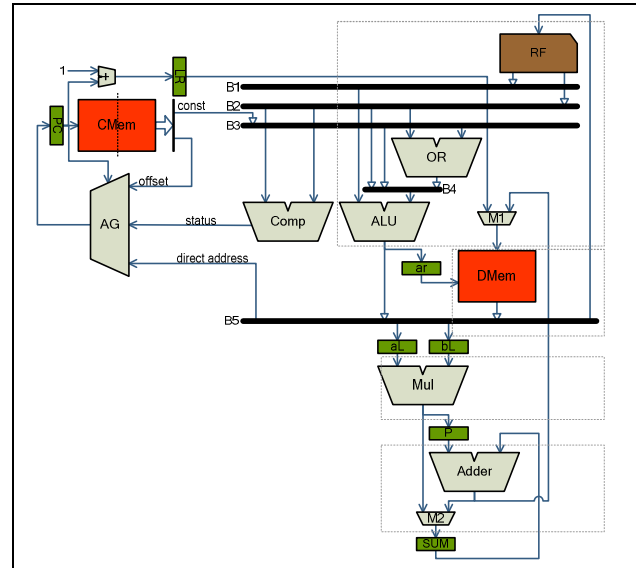 RF
1
+
LR
B1
const
B2
PC
CMem
B3
OR
offset
B4
AG
status
Comp
ALU
M1
ar
DMem
direct address
B5
aL
bL
Mul
P
Adder
M2
SUM